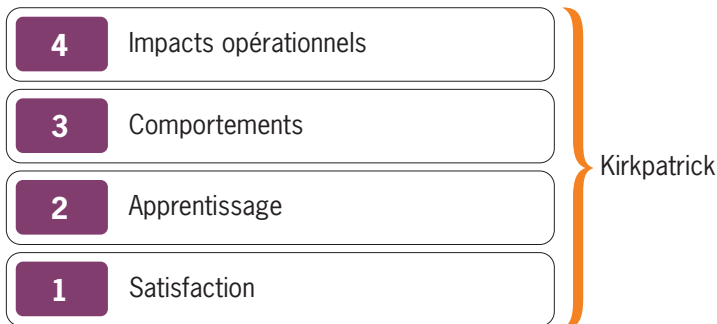 4 Impacts opérationnels
3 Comportements
Kirkpatrick
2 Apprentissage
1 Satisfaction